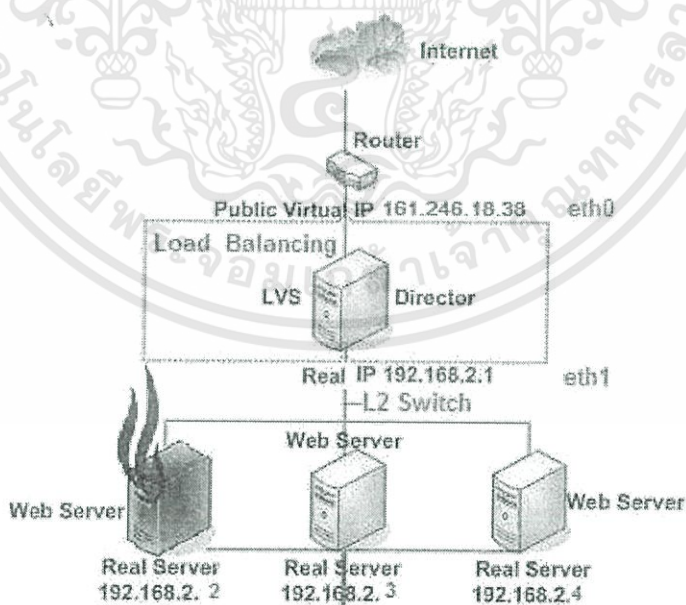 Internet
Router
Public Virtual IP 161.246.18.38 eth0
Load Balancing
LVS Director
Real IP 192.168.2.1 eth1
L2 Switch
Web Server
Web Server Web Server
Real Server Real Server Real Server
192.168.2. 2 192.168.2. 3 192.168.2.4